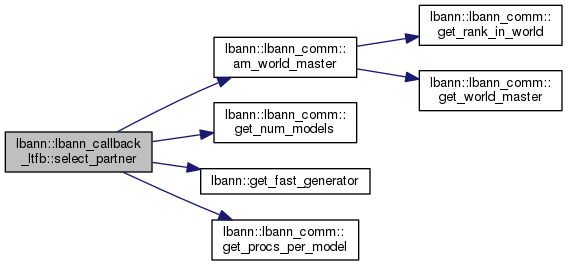 lbann::lbann_callback
_ltfb::select_partner
lbann::lbann_comm::
am_world_master
lbann::lbann_comm::
get_num_models
lbann::get_fast_generator
lbann::lbann_comm::
get_procs_per_model
lbann::lbann_comm::
get_rank_in_world
lbann::lbann_comm::
get_world_master